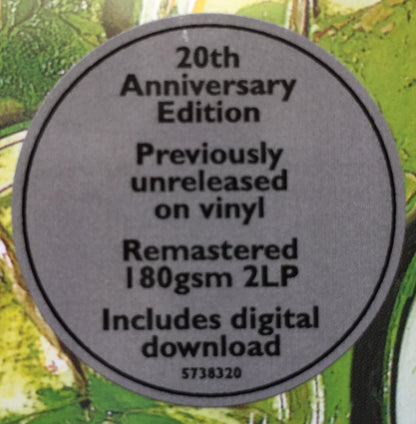 20th
Anniversary
Edition
Previously
unreleased
on vinyl
Remastered
180gsm 2LP
Includes digital
download
5738320